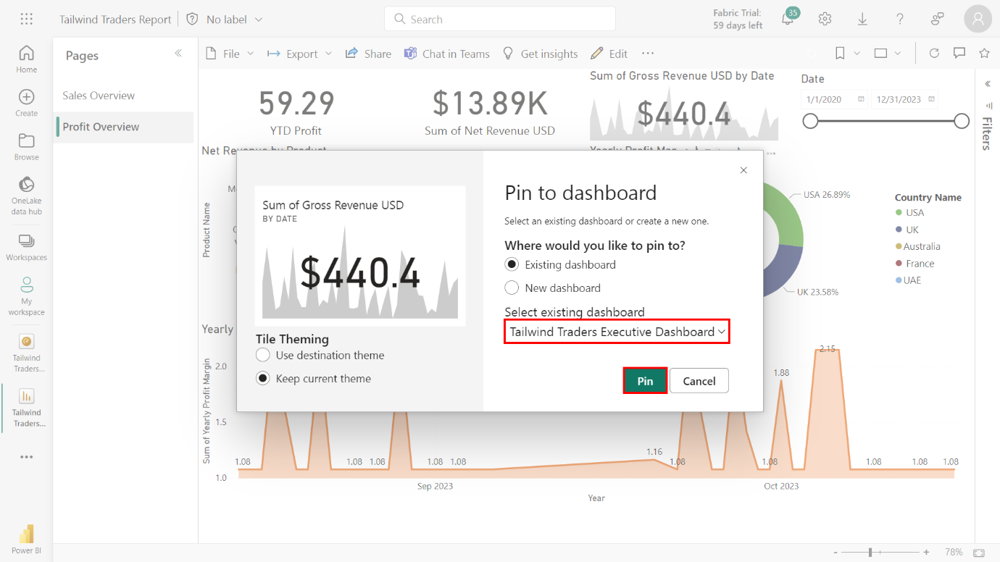 Tailwind Traders Report
No label
Search
Fabric Trial:
59 days left
35
Home
Create
Browse
OneLake
data hub
Workspaces
My
workspace
Tailwind
Traders...
Tailwind
Traders...
Power BI
Pages
Sales Overview
Profit Overview
File
Export
Share
Chat in Teams
Get insights
Edit
59.29
YTD Profit
$13.89K
Sum of Net Revenue USD
Sum of Gross Revenue USD by Date
$440.4
Date
1/1/2020
12/31/2023
Filters
Net Revenue by Product
Product Name
Yearly Profit Mar
USA 26.89%
UK 23.58%
Country Name
USA
UK
Australia
France
UAE
Sum of Gross Revenue USD
BY DATE
$440.4
Tile Theming
Use destination theme
Keep current theme
Pin to dashboard
Select an existing dashboard or create a new one.
Where would you like to pin to?
Existing dashboard
New dashboard
Select existing dashboard
Tailwind Traders Executive Dashboard
Pin
Cancel
Yearly
Sum of Yearly Profit Margin
2.0
1.5
1.0
1.08
1.08
1.08
1.08
1.08
1.16
1.08
1.88
1.08
2.15
1.08
1.08
1.08
Sep 2023
Oct 2023
Year
78%